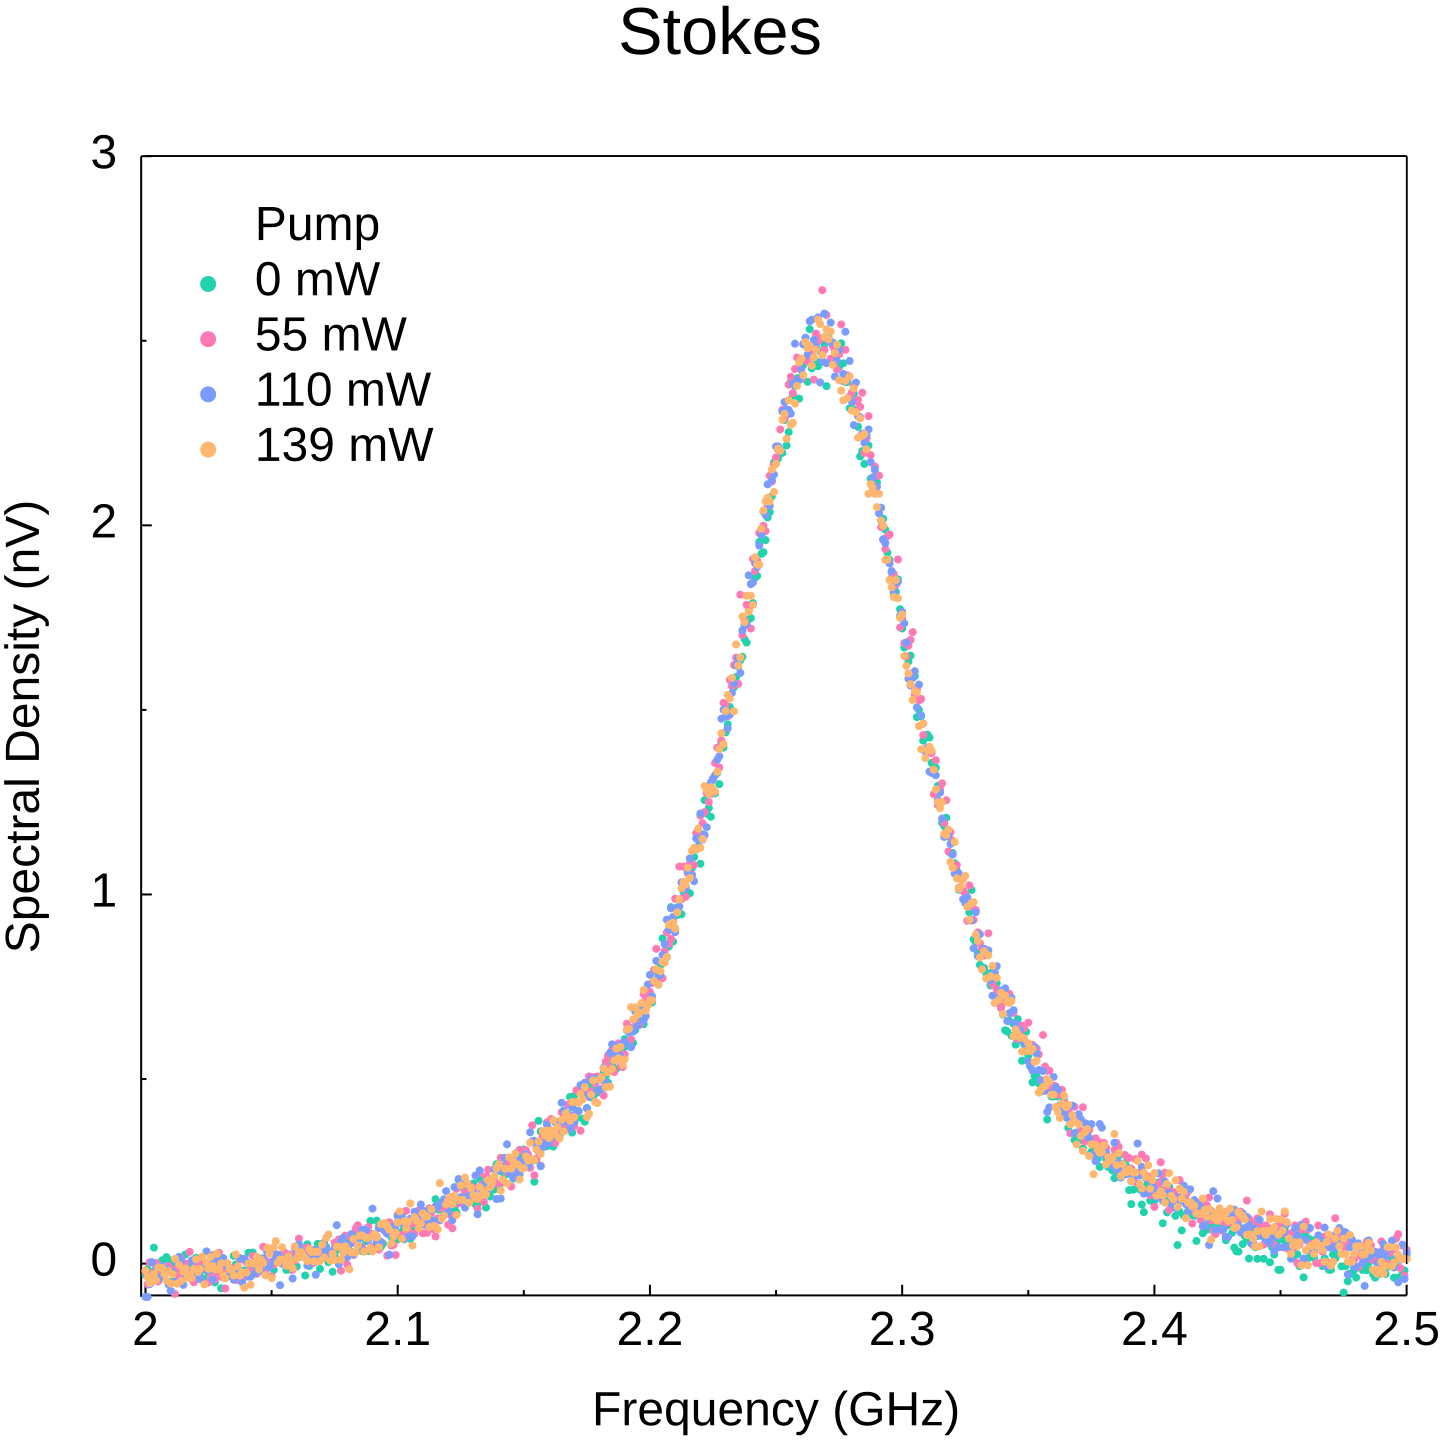 Stokes
3
2
1
0
Spectral Density (nV)
Pump
0 mW
55 mW
110 mW
139 mW
2 2.1 2.2 2.3 2.4 2.5
Frequency (GHz)